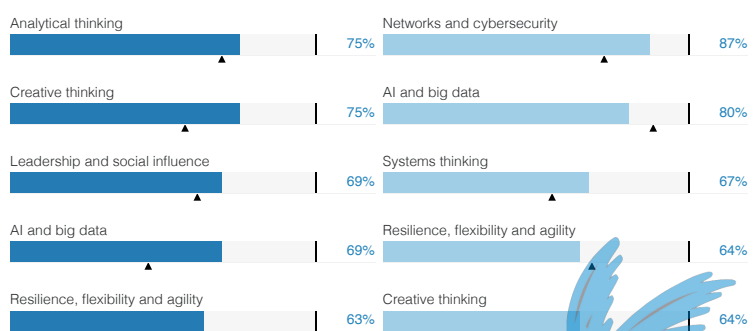 Analytical thinking
75%
Creative thinking
75%
Leadership and social influence
69%
AI and big data
69%
Resilience, flexibility and agility
63%
Networks and cybersecurity
87%
AI and big data
80%
Systems thinking
67%
Resilience, flexibility and agility
64%
Creative thinking
64%